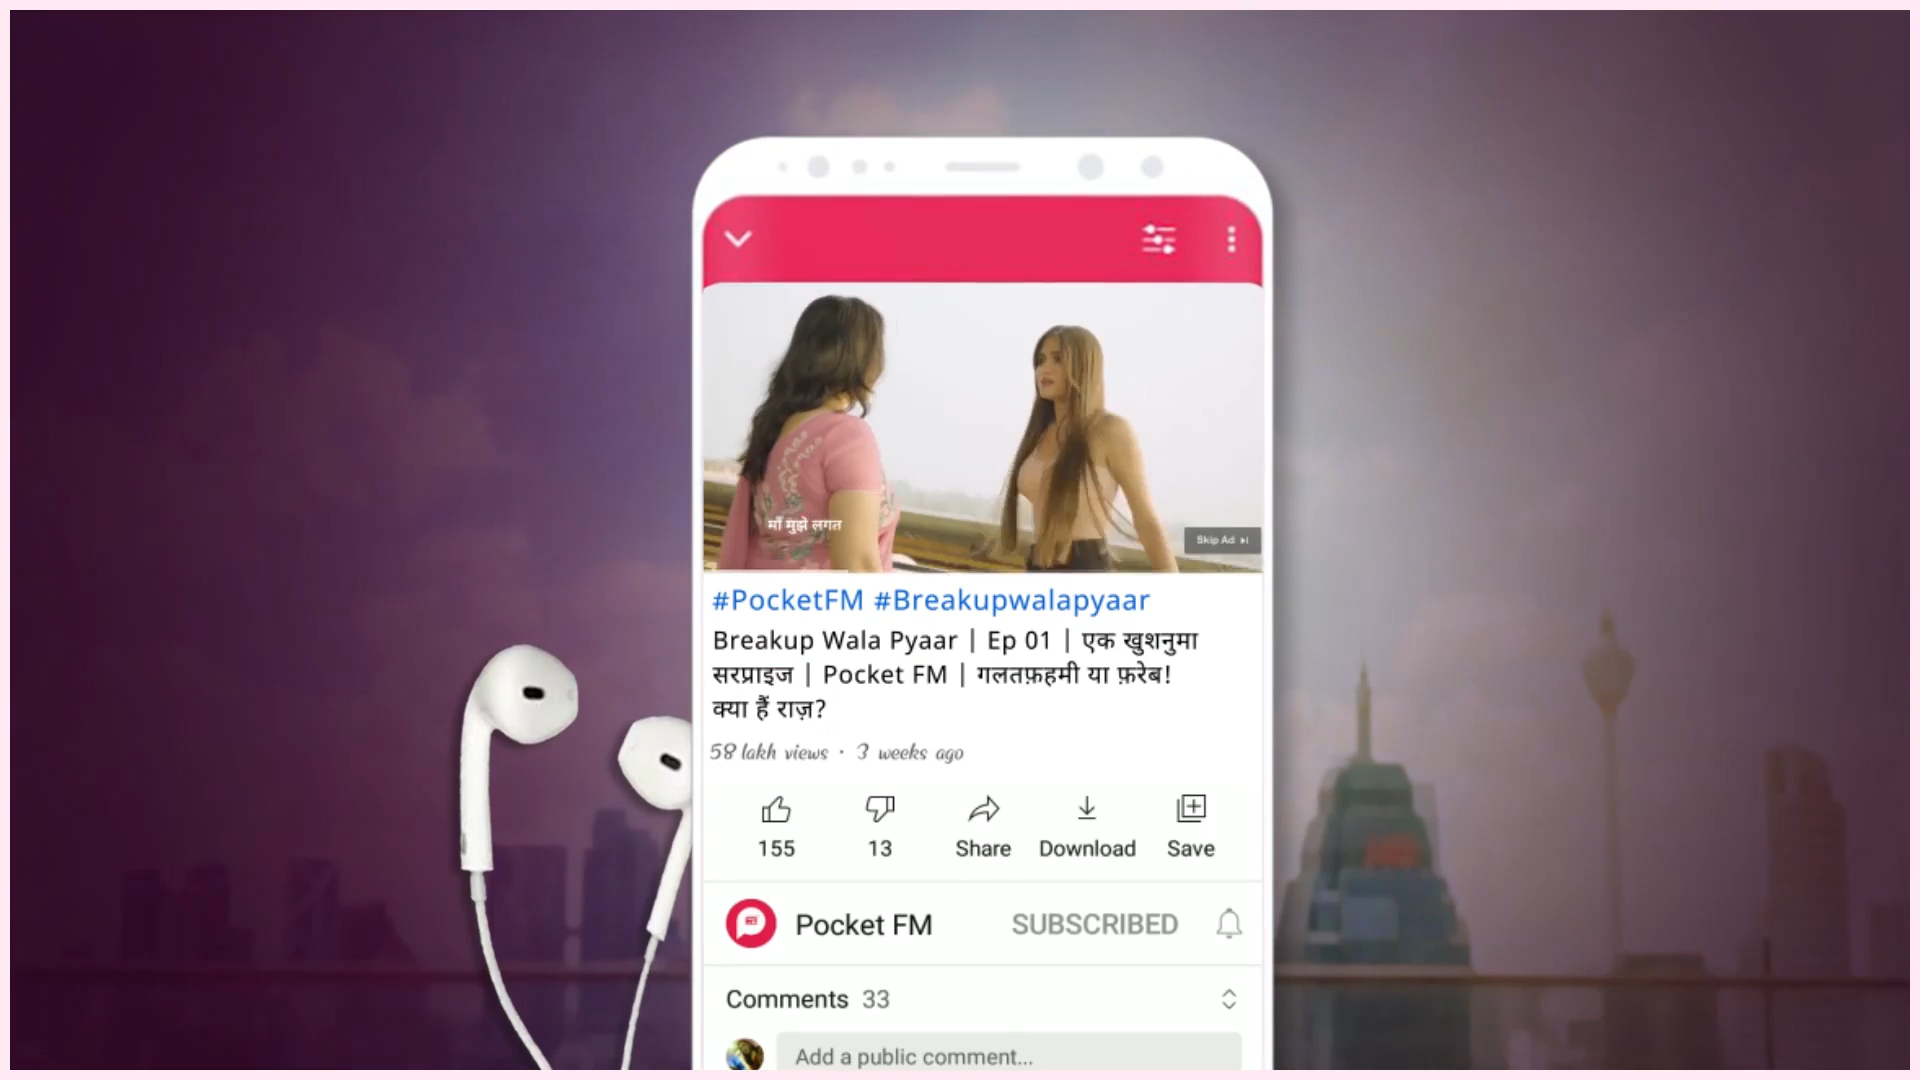 माँ मुझे लगत
Skip Ad
#PocketFM #Breakupwalapyaar
Breakup Wala Pyaar | Ep 01 | एक खुशनुमा
सरप्राइज | Pocket FM | गलतफ़हमी या फ़रेब!
क्या हैं राज़?
58 lakh views · 3 weeks ago
155 13 Share Download Save
Pocket FM SUBSCRIBED
Comments 33
Add a public comment...